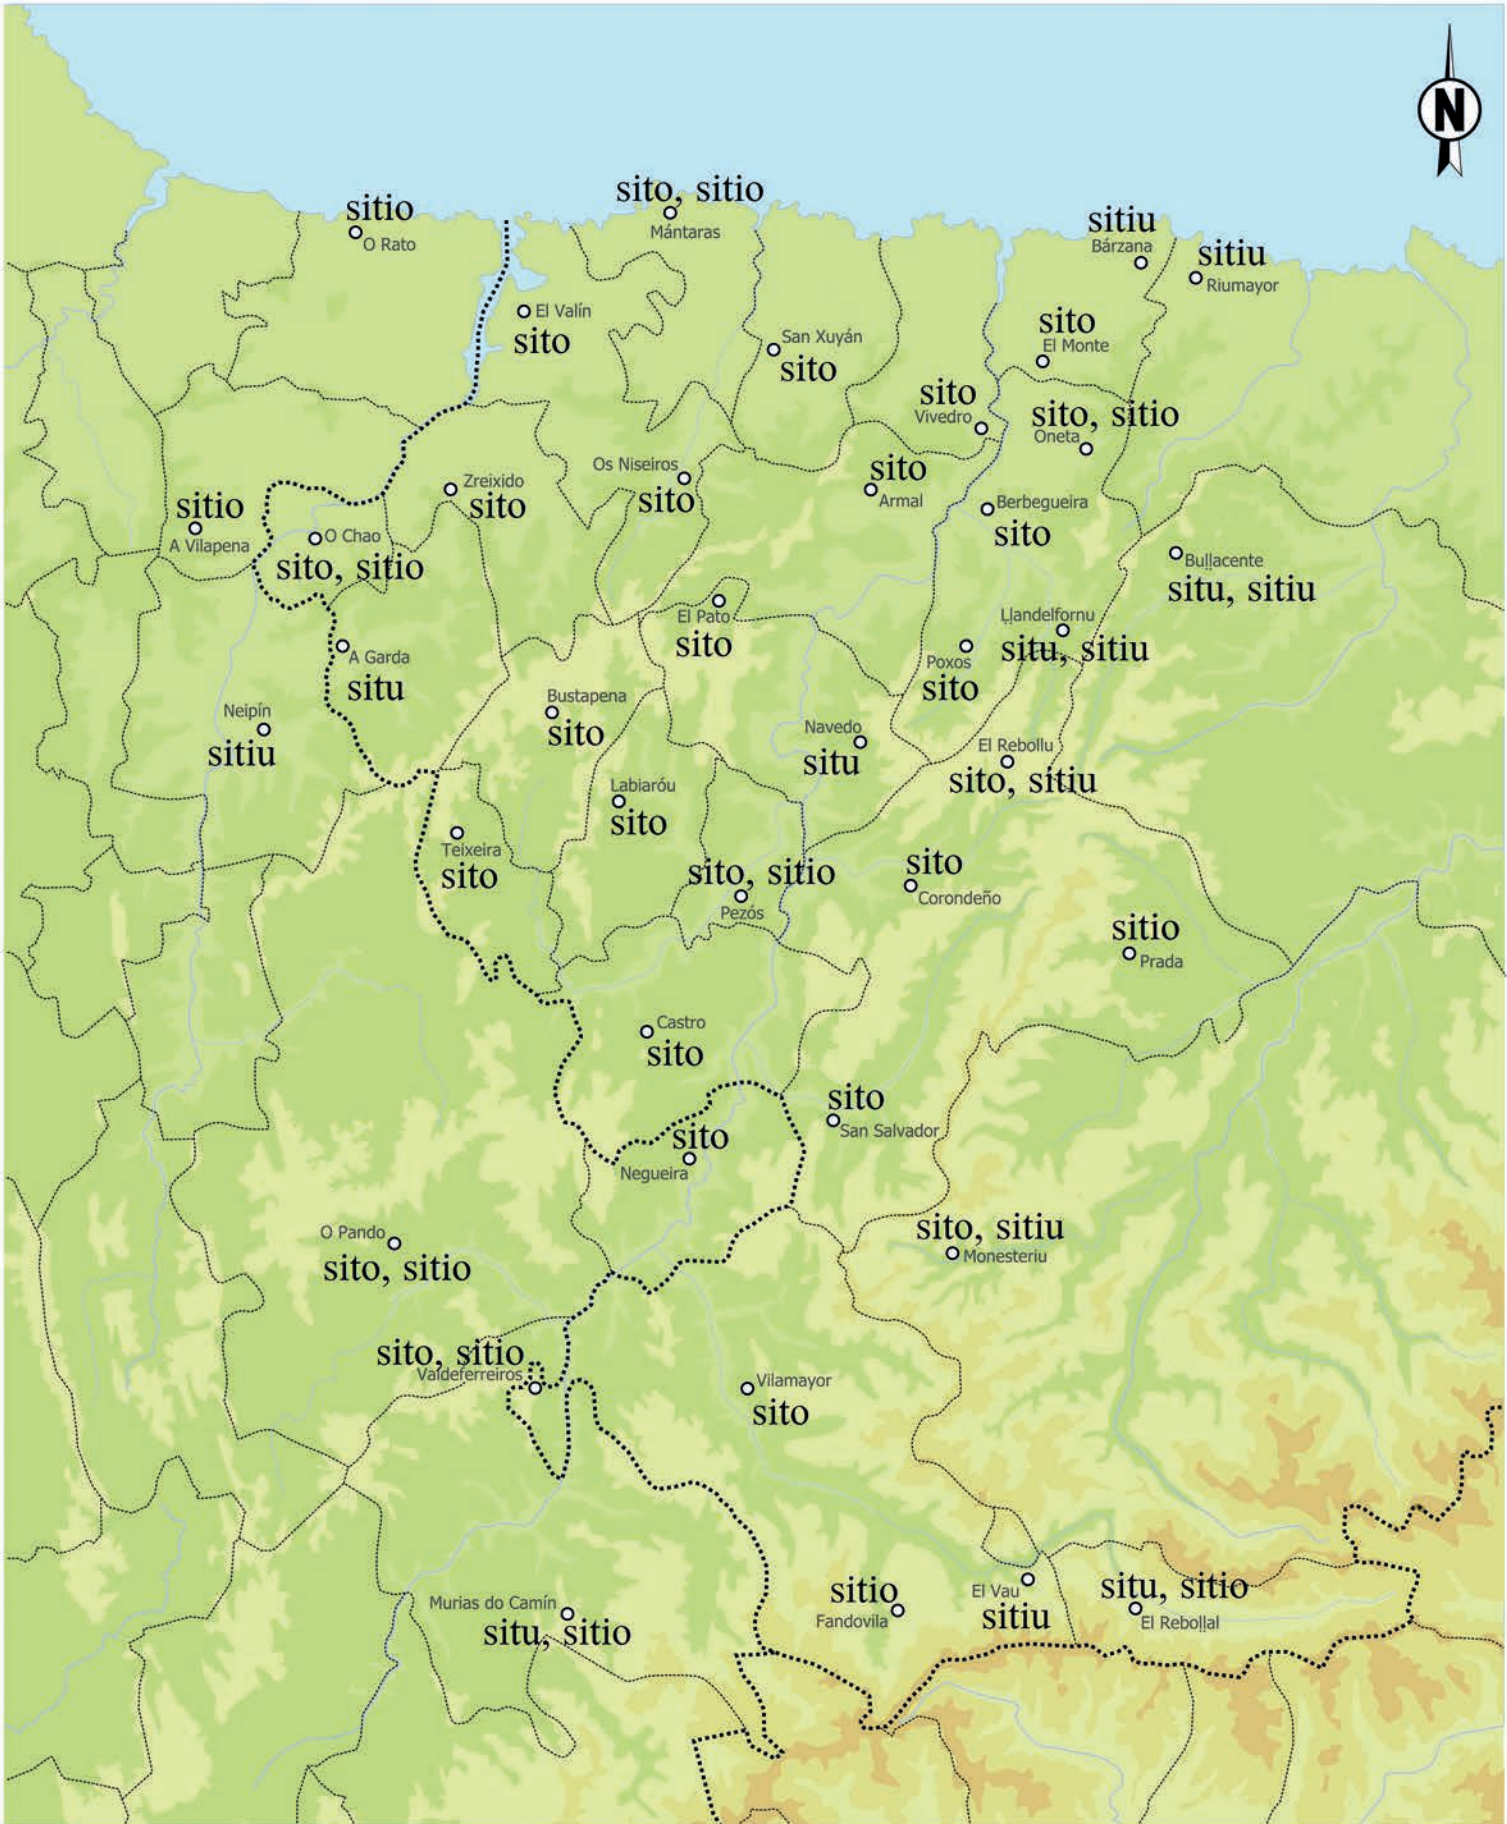 N
sitio
O Rato
sito, sitio
Mántaras
sitiu
Bárzana
sitiu
Riumayor
El Valín
sito
San Xuyán
sito
sito
El Monte
sito
Vivedro
sito, sitio
Oneta
Os Niseiros
sito
sito
Armal
Zreixido
sito
sitio
A Vilapena
O Chao
sito, sitio
Berbegueira
sito
Buḷḷacente
situ, sitiu
El Pato
sito
Llandelfornu
situ, sitiu
A Garda
situ
Poxos
sito
Neipín
sitiu
Bustapena
sito
Navedo
situ
El Rebollu
sito, sitiu
Labiaróu
sito
Teixeira
sito
sito, sitio
Pezós
sito
Corondeño
sitio
Prada
Castro
sito
sito
San Salvador
sito
Negueira
O Pando
sito, sitio
sito, sitiu
Monesteriu
sito, sitio
Valdeferreiros
Vilamayor
sito
Murias do Camín
situ, sitio
sitio
Fandovila
El Vau
sitiu
situ, sitio
El Reboḷḷal